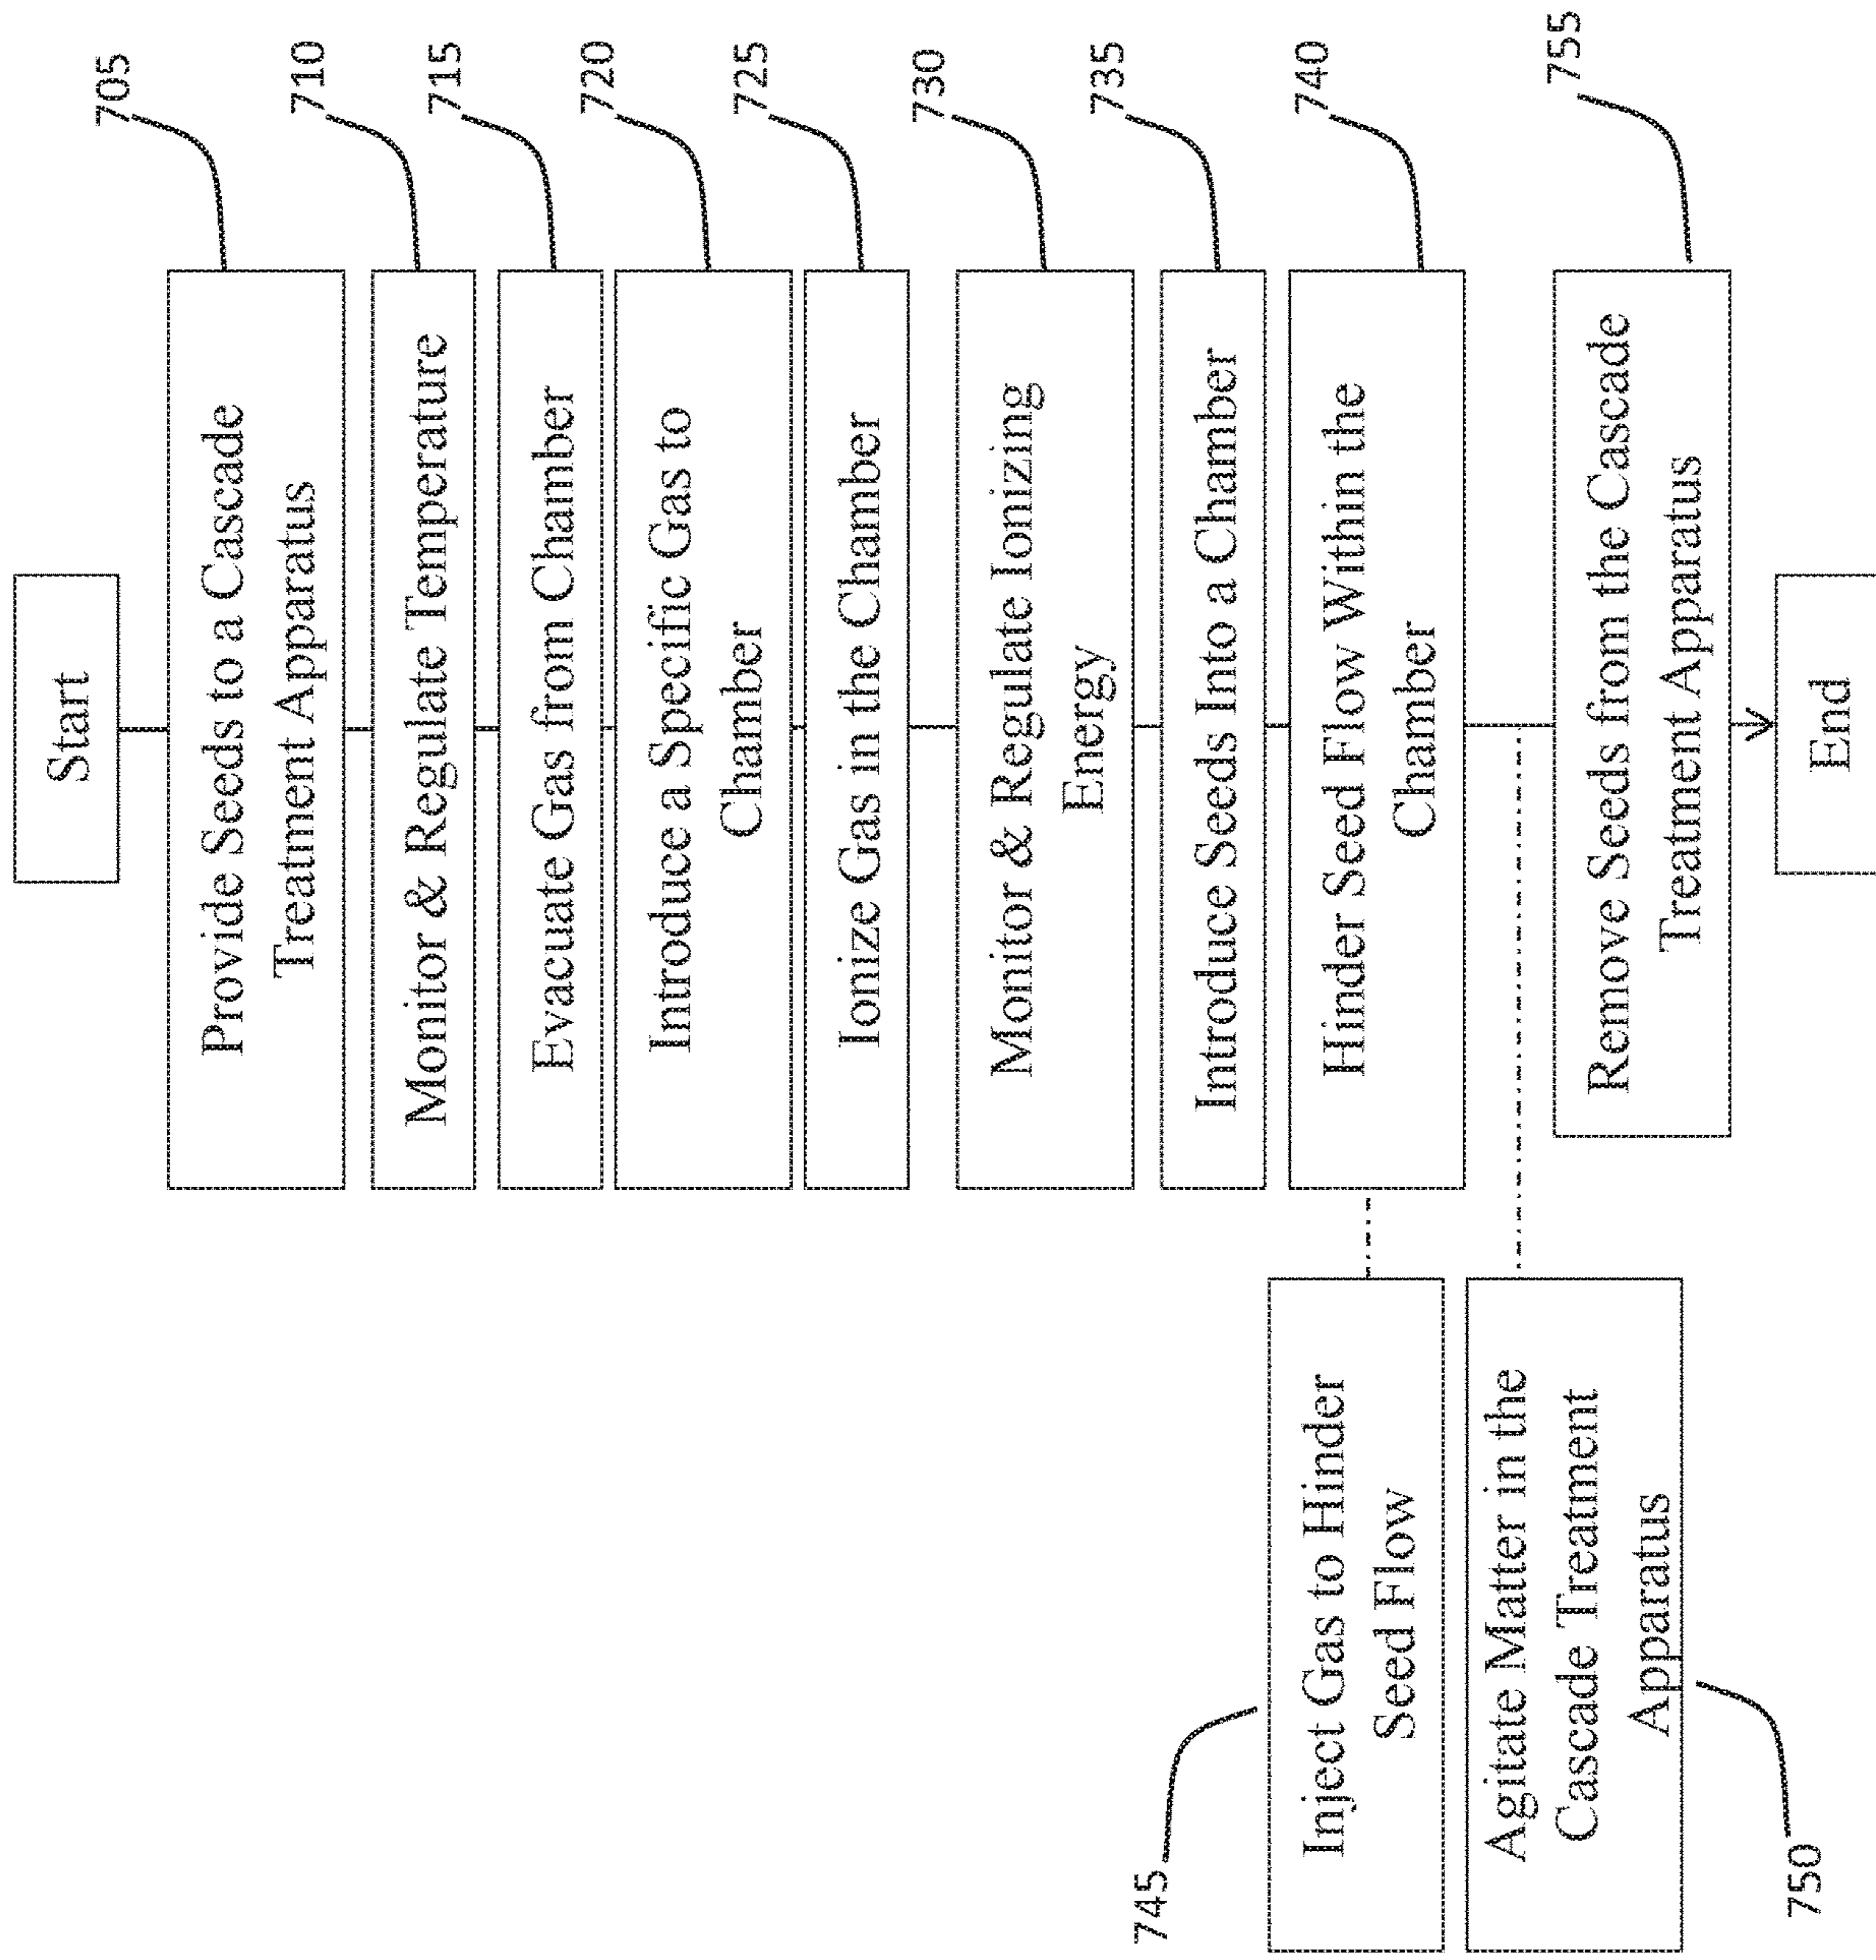 Start
705
Provide Seeds to a Cascade
Treatment Apparatus
710
Monitor & Regulate Temperature
715
Evacuate Gas from Chamber
720
Introduce a Specific Gas to
Chamber
725
Ionize Gas in the Chamber
730
Monitor & Regulate Ionizing
Energy
735
Introduce Seeds Into a Chamber
740
Hinder Seed Flow Within the
Chamber
745
Inject Gas to Hinder
Seed Flow
750
Agitate Matter in the
Cascade Treatment
Apparatus
755
Remove Seeds from the Cascade
Treatment Apparatus
End